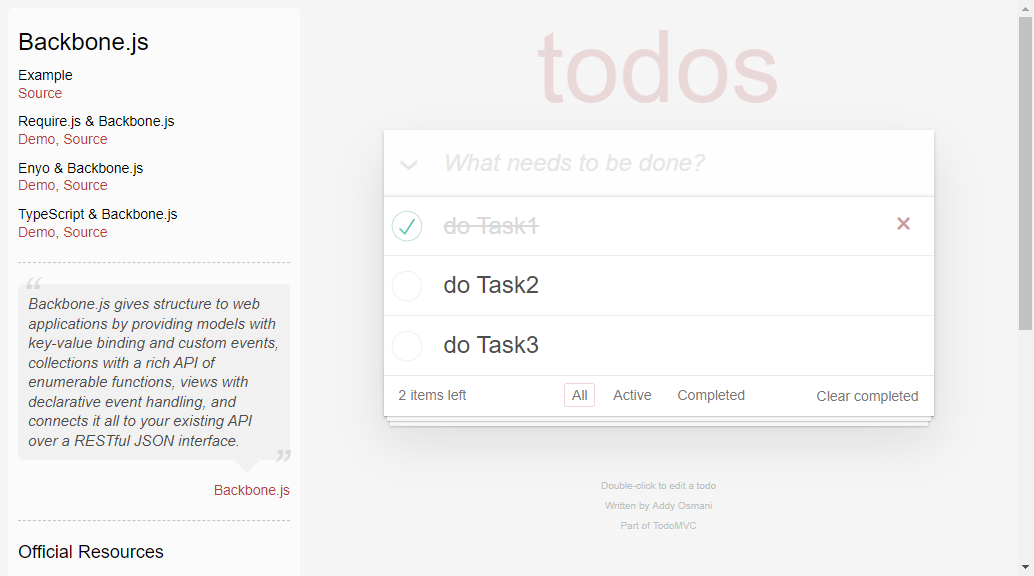 Backbone.js
Example
Source
Require.js & Backbone.js
Demo, Source
Enyo & Backbone.js
Demo, Source
TypeScript & Backbone.js
Demo, Source
“
Backbone.js gives structure to web
applications by providing models with
key-value binding and custom events,
collections with a rich API of
enumerable functions, views with
declarative event handling, and
connects it all to your existing API
over a RESTful JSON interface.
”
Backbone.js
Official Resources
todos
What needs to be done?
do Task1
do Task2
do Task3
2 items left All Active Completed Clear completed
Double-click to edit a todo
Written by Addy Osmani
Part of TodoMVC